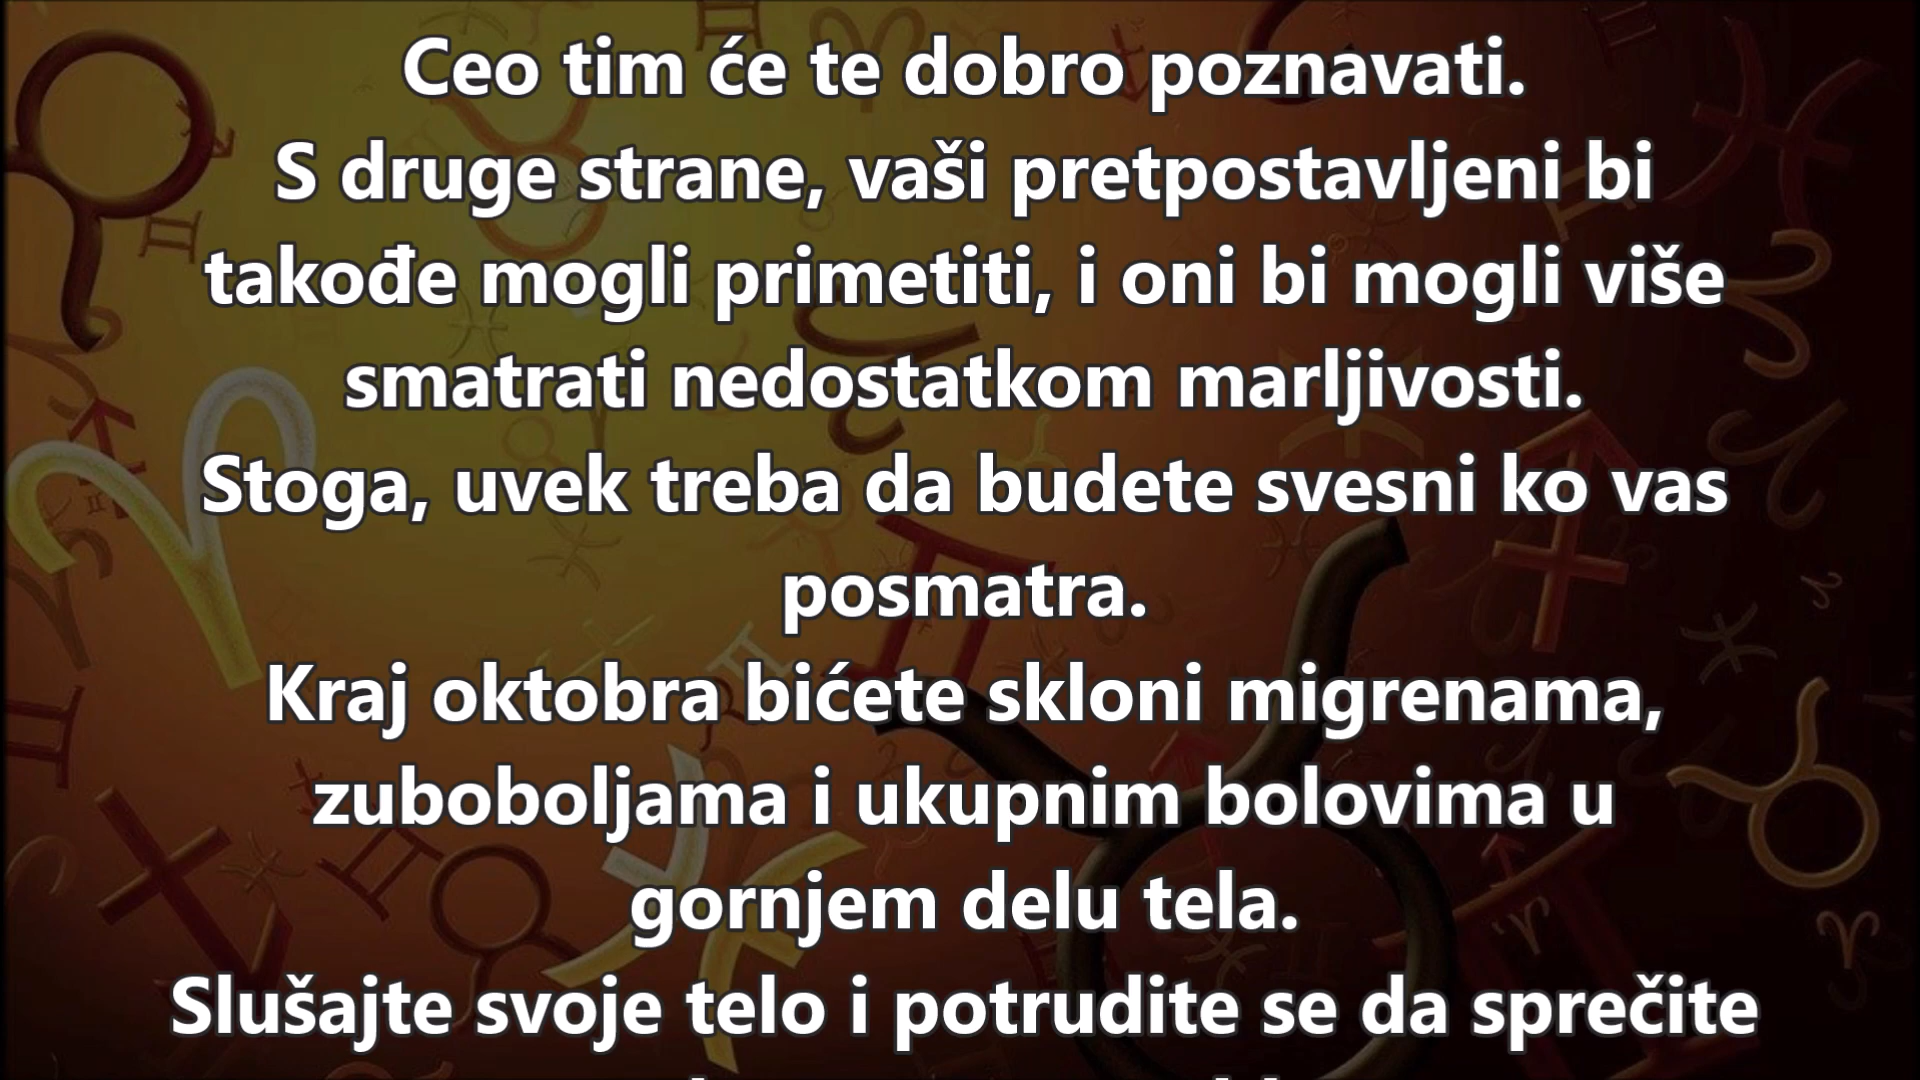 Ceo tim će te dobro poznavati.
S druge strane, vaši pretpostavljeni bi
takođe mogli primetiti, i oni bi mogli više
smatrati nedostatkom marljivosti.
Stoga, uvek treba da budete svesni ko vas
posmatra.
Kraj oktobra bićete skloni migrenama,
zuboboljama i ukupnim bolovima u
gornjem delu tela.
Slušajte svoje telo i potrudite se da sprečite